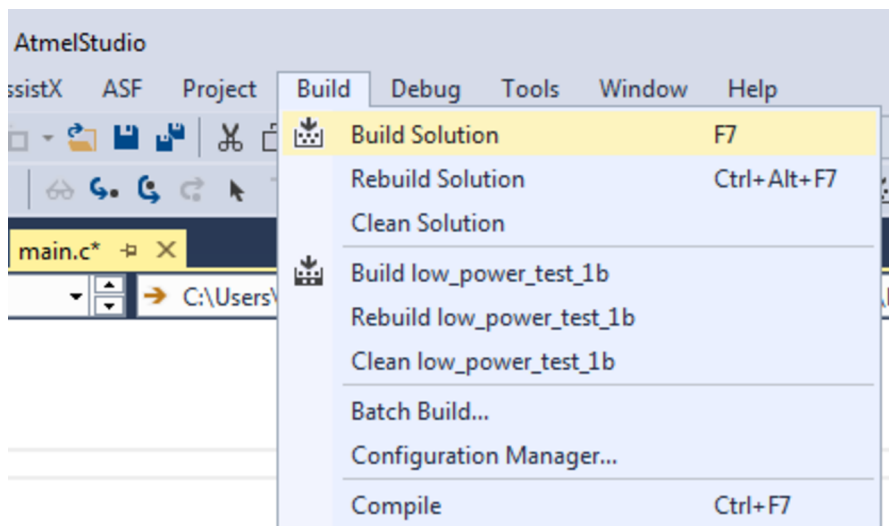 AtmelStudio
ssistX ASF Project Build Debug Tools Window Help
Build Solution F7
Rebuild Solution Ctrl+Alt+F7
Clean Solution
main.c*
Build low_power_test_1b
C:\Users\
Rebuild low_power_test_1b
Clean low_power_test_1b
Batch Build...
Configuration Manager...
Compile Ctrl+F7